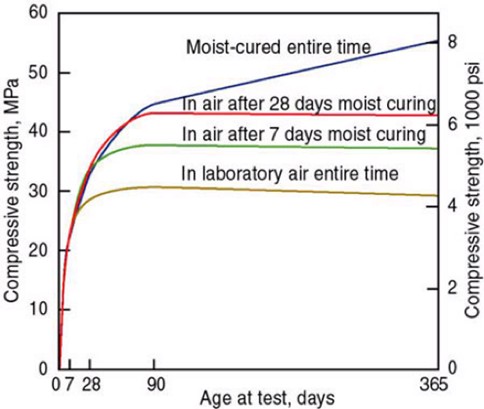 60
50
40
30
20
10
0
Compressive strength, MPa
8
6
4
2
0
Compressive strength, 1000 psi
Moist-cured entire time
In air after 28 days moist curing
In air after 7 days moist curing
In laboratory air entire time
0 7 28 90 365
Age at test, days